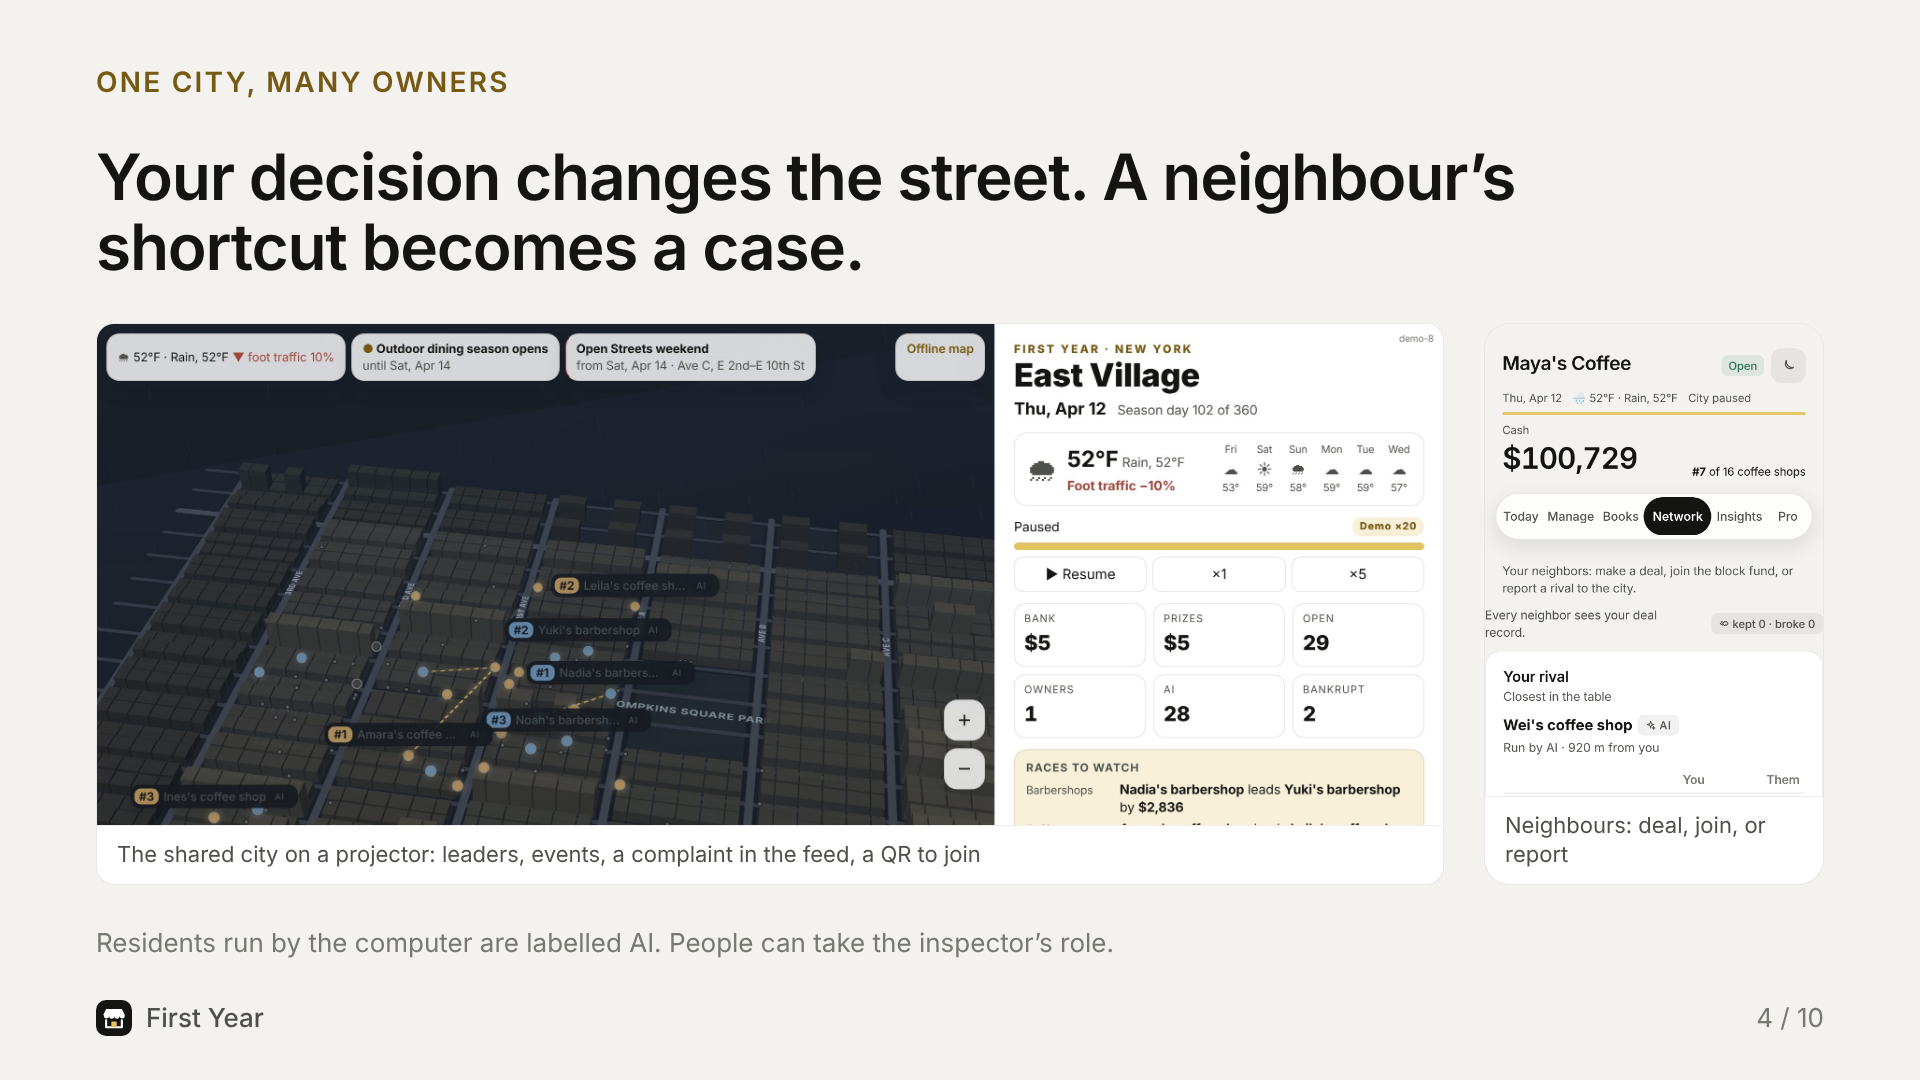 ONE CITY, MANY OWNERS
Your decision changes the street. A neighbour’s
shortcut becomes a case.
52°F · Rain, 52°F ▼ foot traffic 10%
Outdoor dining season opens
until Sat, Apr 14
Open Streets weekend
from Sat, Apr 14 · Ave C, E 2nd–E 10th St
Offline map
#2 Leila's coffee sh... AI
#2 Yuki's barbershop AI
#1 Nadia's barbers... AI
#3 Noah's barbersh... AI
#1 Amara's coffee ... AI
#3 Ines's coffee shop AI
OMPKINS SQUARE PAR
AVE B
AVE C
+
−
demo-8
FIRST YEAR · NEW YORK
East Village
Thu, Apr 12 Season day 102 of 360
52°F Rain, 52°F
Foot traffic −10%
Fri Sat Sun Mon Tue Wed
53° 59° 58° 59° 59° 57°
Paused Demo ×20
▶ Resume ×1 ×5
BANK PRIZES OPEN
$5 $5 29
OWNERS AI BANKRUPT
1 28 2
RACES TO WATCH
Barbershops Nadia's barbershop leads Yuki's barbershop
by $2,836
The shared city on a projector: leaders, events, a complaint in the feed, a QR to join
Maya's Coffee Open
Thu, Apr 12 52°F · Rain, 52°F City paused
Cash
$100,729 #7 of 16 coffee shops
Today Manage Books Network Insights Pro
Your neighbors: make a deal, join the block fund, or
report a rival to the city.
Every neighbor sees your deal
record.
kept 0 · broke 0
Your rival
Closest in the table
Wei's coffee shop AI
Run by AI · 920 m from you
You Them
Neighbours: deal, join, or
report
Residents run by the computer are labelled AI. People can take the inspector’s role.
First Year
4 / 10